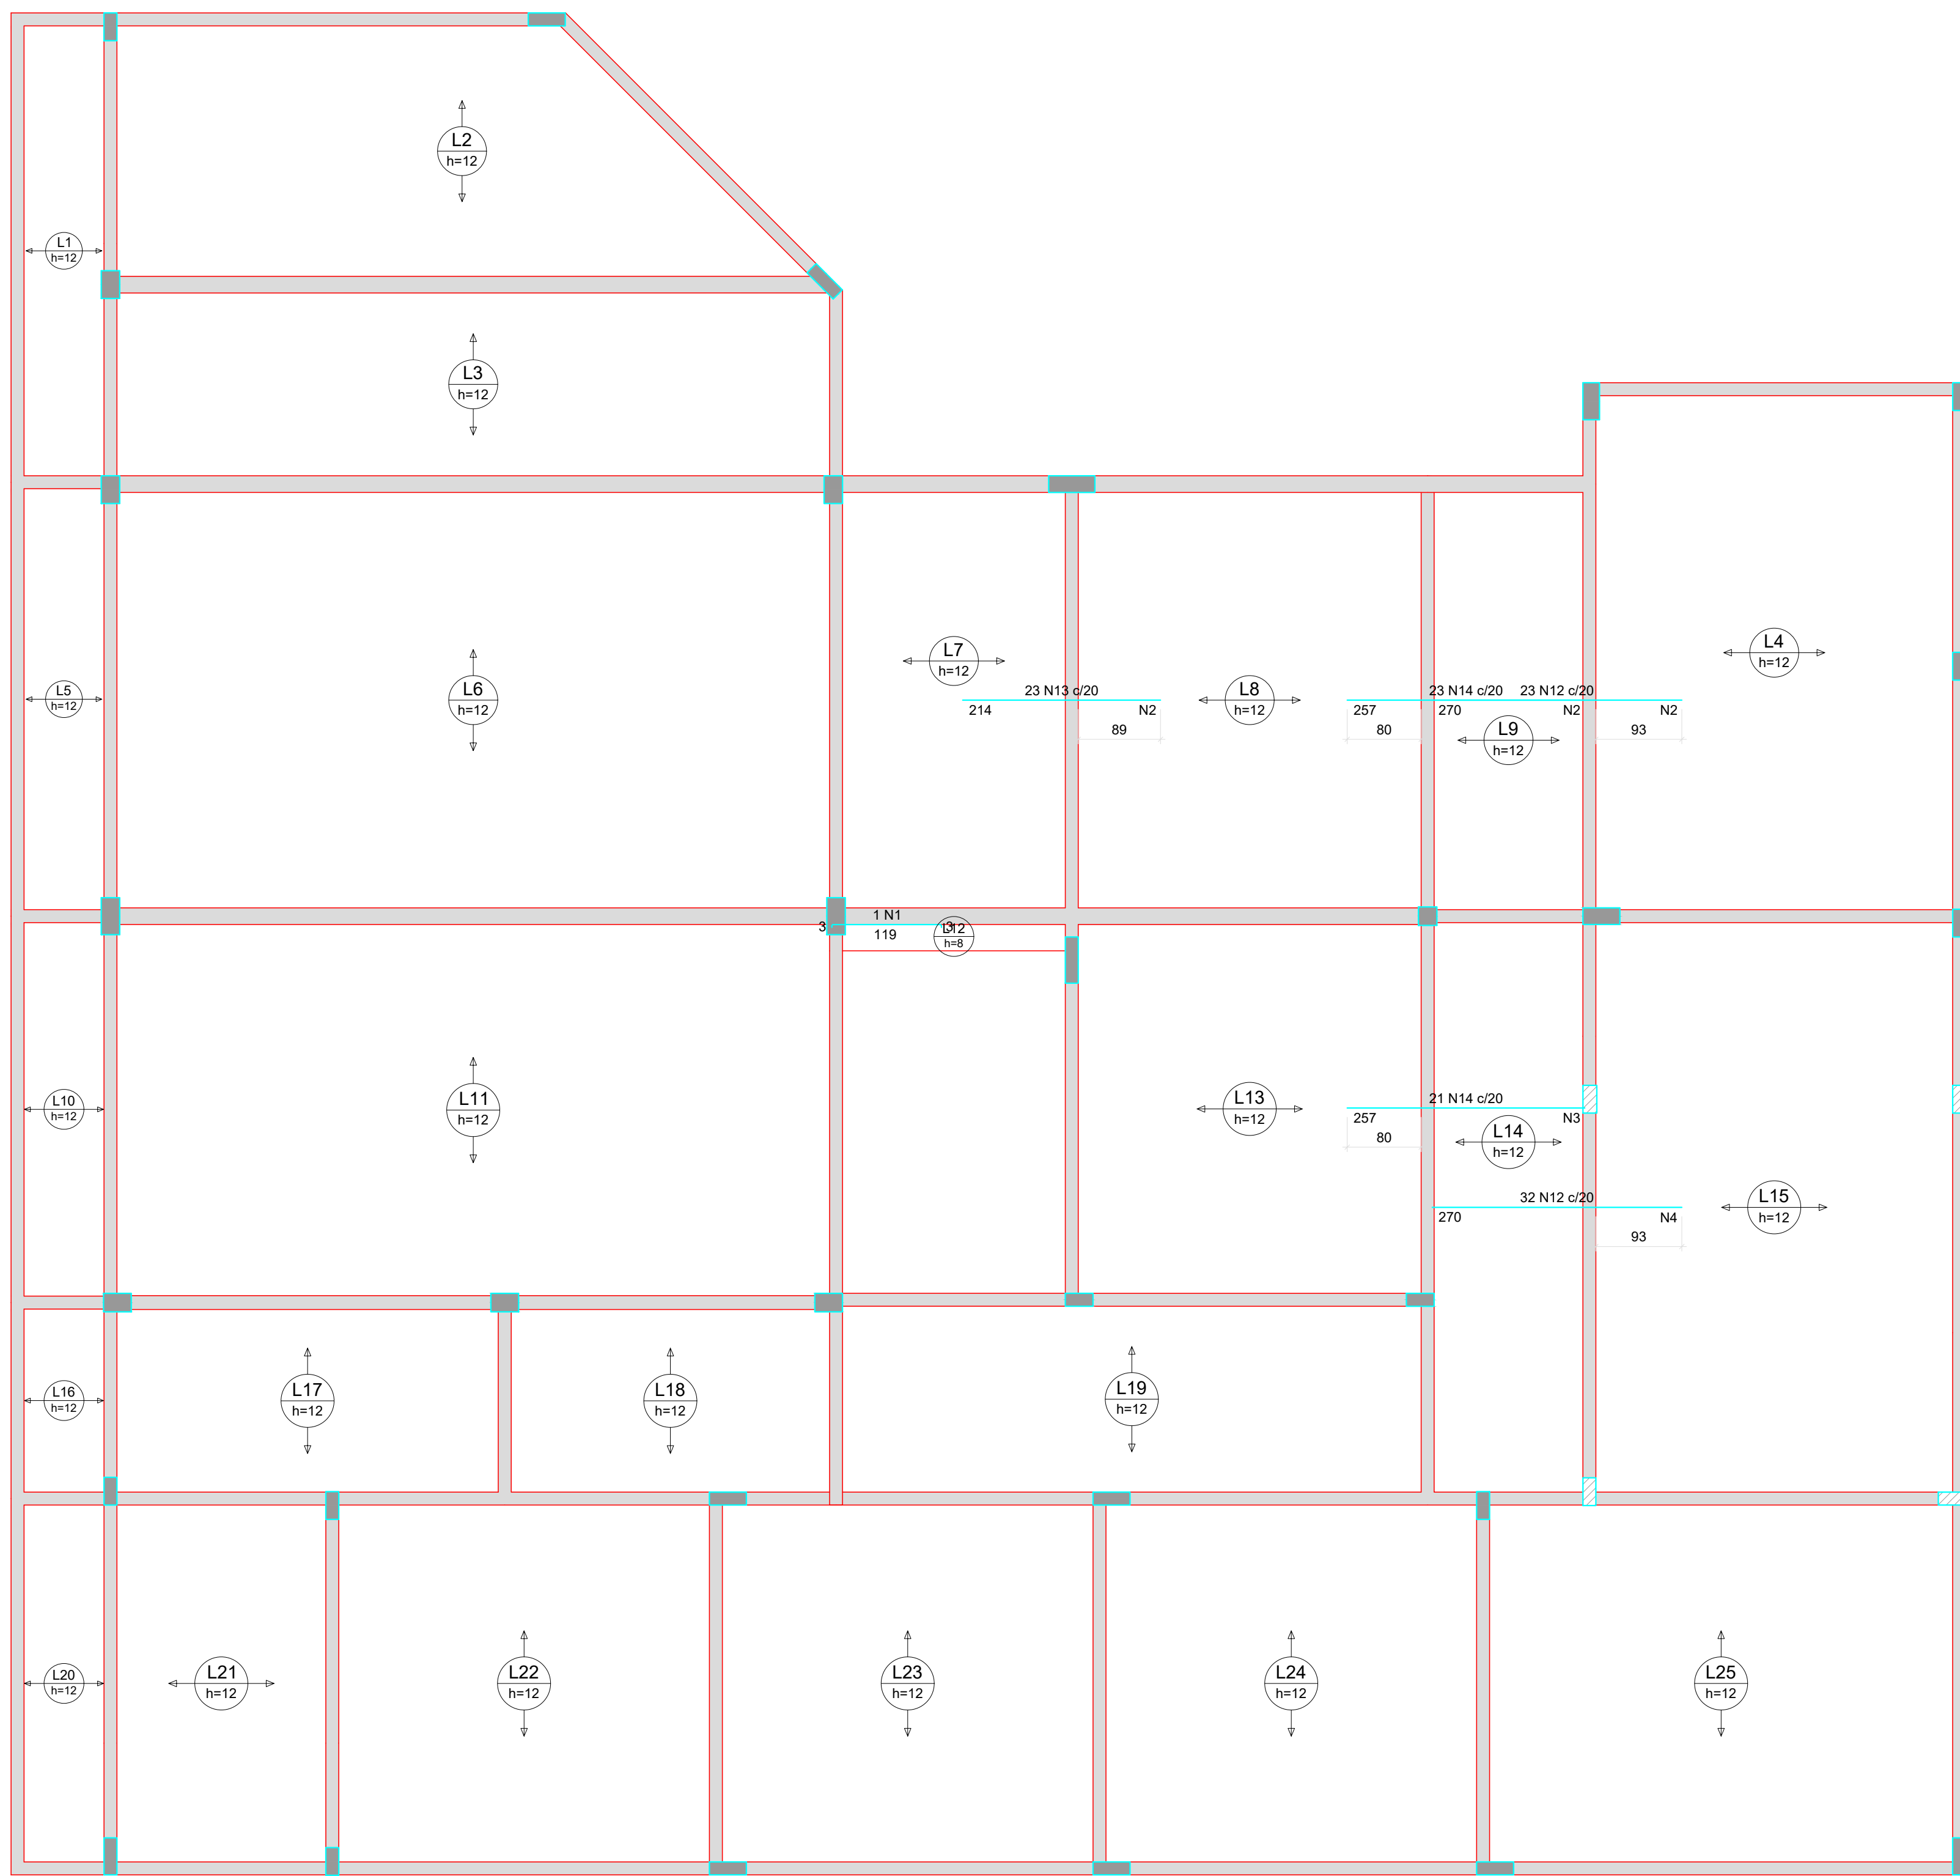 L2
h=12
L1
h=12
L3
h=12
L7
h=12
L4
h=12
L5
h=12
L6
h=12
L8
h=12
23 N13 c/20
214
N2
89
23 N14 c/20
257
N2
80
23 N12 c/20
270
N2
93
L9
h=12
1 N1
3
119
3
L12
h=8
L10
h=12
L11
h=12
L13
h=12
21 N14 c/20
257
N3
80
L14
h=12
32 N12 c/20
270
N4
93
L15
h=12
L16
h=12
L17
h=12
L18
h=12
L19
h=12
L20
h=12
L21
h=12
L22
h=12
L23
h=12
L24
h=12
L25
h=12